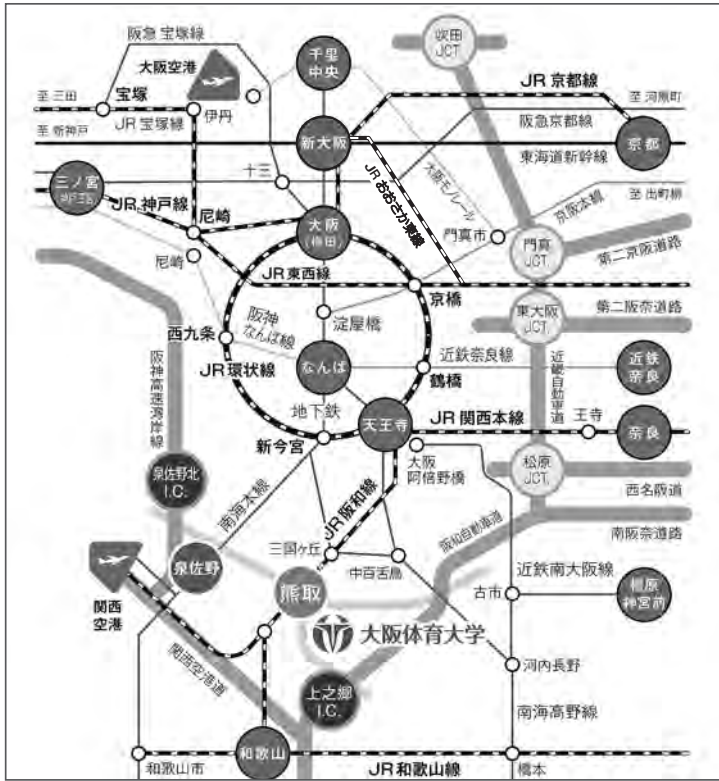 阪急 宝塚線
大阪空港
千里
中央
吹田
JCT.
JR 京都線
至 三田
宝塚
伊丹
至 河原町
JR 宝塚線
阪急京都線
至 新神戸
新大阪
京都
東海道新幹線
三ノ宮
十三
大阪モノレール
JRおおさか東線
至 出町柳
京阪本線
JR 神戸線
尼崎
大阪
(梅田)
門真市
門真
JCT.
第二京阪道路
尼崎
JR 東西線
京橋
東大阪
JCT.
第二阪奈道路
淀屋橋
阪神
なんば線
西九条
近鉄奈良線
近鉄
奈良
JR 環状線
なんば
鶴橋
近畿自動車道
阪神高速湾岸線
地下鉄
天王寺
JR 関西本線
王寺
奈良
新今宮
大阪
阿倍野橋
松原
JCT.
泉佐野北
I.C.
南海本線
JR 阪和線
西名阪道
阪和自動車道
南阪奈道路
三国ヶ丘
中百舌鳥
泉佐野
関西
空港
熊取
近鉄南大阪線
古市
橿原
神宮前
大阪体育大学
関西空港道
河内長野
上之郷
I.C.
南海高野線
和歌山
和歌山市
JR 和歌山線
橋本